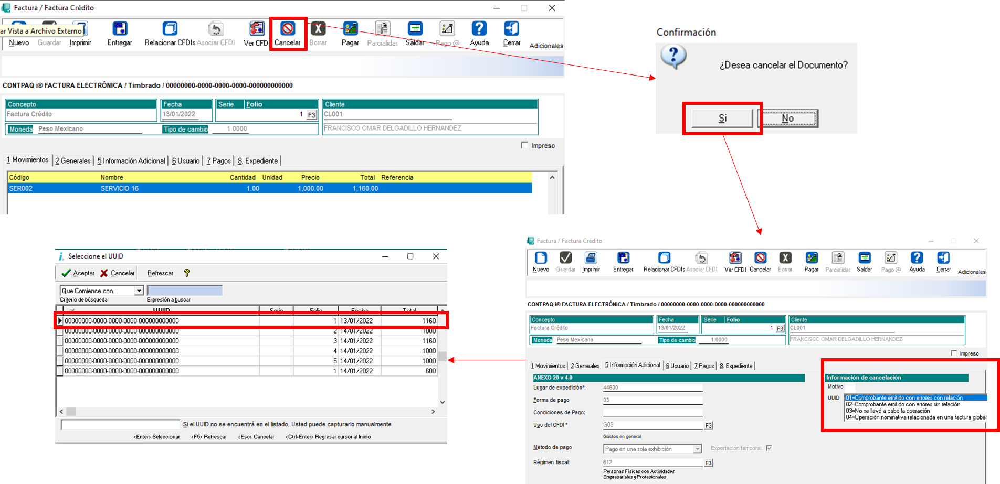 Factura / Factura Crédito
ar Vista a Archivo Externo
Nuevo Guardar Imprimir Entregar Relacionar CFDIs Asociar CFDI Ver CFDI Cancelar Borrar Pagar Parcialidac Saldar Pago @ Ayuda Cerrar Adicionales
CONTPAQ i® FACTURA ELECTRÓNICA / Timbrado / 00000000-0000-0000-0000-000000000000
Concepto Fecha Serie Folio Cliente
Factura Crédito 13/01/2022 1 F3 CL001
Moneda Peso Mexicano Tipo de cambio 1.0000 FRANCISCO OMAR DELGADILLO HERNANDEZ
Impreso
1 Movimientos 2 Generales 5 Información Adicional 6 Usuario 7 Pagos 8. Expediente
Código Nombre Cantidad Unidad Precio Total Referencia
SER002 SERVICIO 16 1.00 1,000.00 1,160.00
Confirmación
¿Desea cancelar el Documento?
Si No
Factura / Factura Crédito
Nuevo Guardar Imprimir Entregar Relacionar CFDIs Asociar CFDI Ver CFDI Cancelar Borrar Pagar Parcialidac Saldar Pago @ Ayuda Cerrar Adicionales
CONTPAQ i® FACTURA ELECTRÓNICA / Timbrado / 00000000-0000-0000-0000-000000000000
Concepto Fecha Serie Folio Cliente
Factura Crédito 13/01/2022 1 F3 CL001
Moneda Peso Mexicano Tipo de cambio 1.0000 FRANCISCO OMAR DELGADILLO HERNANDEZ
Impreso
1 Movimientos 2 Generales 5 Información Adicional 6 Usuario 7 Pagos 8. Expediente
ANEXO 20 v 4.0
Lugar de expedición*: 44600
Forma de pago 03
Condiciones de Pago:
Uso del CFDI * G03 F3
Gastos en general
Método de pago Pago en una sola exhibición Exportación temporal:
Régimen fiscal: 612 F3
Personas Físicas con Actividades
Empresariales y Profesionales
Información de cancelación
Motivo
UUID 01=Comprobante emitido con errores con relación
02=Comprobante emitido con errores sin relación
03=No se llevó a cabo la operación
04=Operación nominativa relacionada en una factura global
Seleccione el UUID
Aceptar Cancelar Refrescar
Que Comience con...
Criterio de búsqueda Expresión a buscar
UUID Serie Folio Fecha Total
00000000-0000-0000-0000-000000000000 1 13/01/2022 1160
00000000-0000-0000-0000-000000000000 2 14/01/2022 1000
00000000-0000-0000-0000-000000000000 3 14/01/2022 1160
00000000-0000-0000-0000-000000000000 4 14/01/2022 1000
00000000-0000-0000-0000-000000000000 5 14/01/2022 1000
00000000-0000-0000-0000-000000000000 1 14/01/2022 600
Si el UUID no se encuentrá en el listado, Usted puede capturarlo manualmente
<Enter> Seleccionar <F5> Refrescar <Esc> Cancelar <Ctrl+Enter> Regresar cursor al Inicio